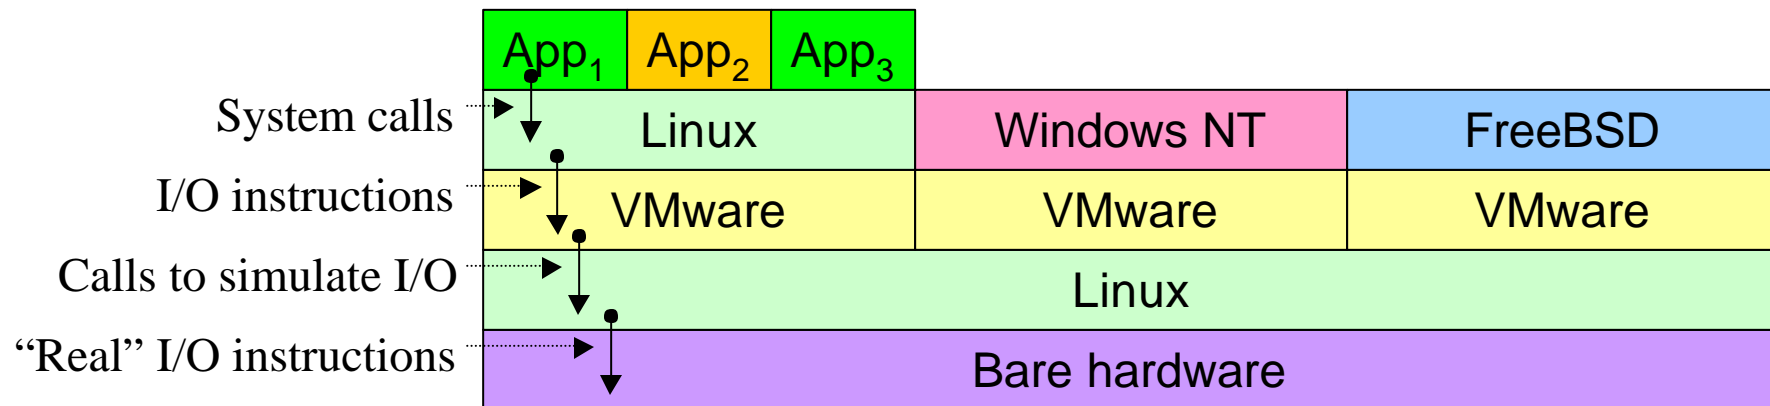 App₁ App₂ App₃
System calls
Linux Windows NT FreeBSD
I/O instructions
VMware VMware VMware
Calls to simulate I/O
Linux
“Real” I/O instructions
Bare hardware